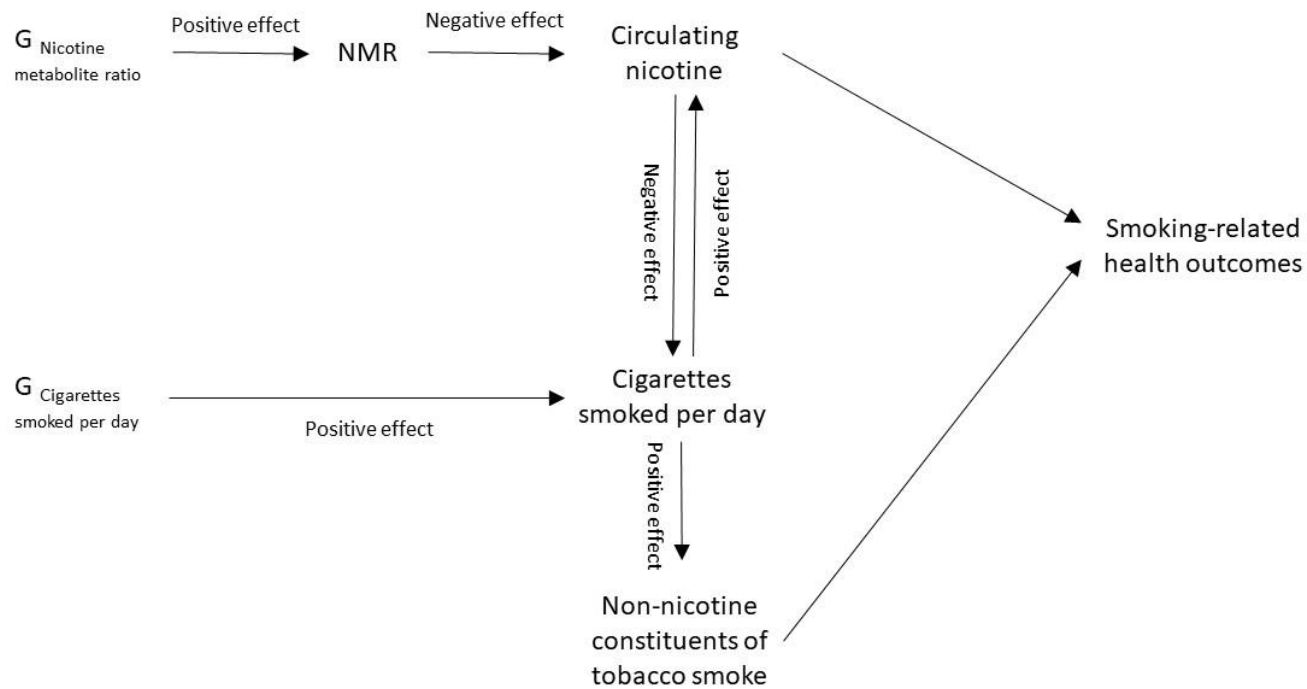 Positive effect
Negative effect
G Nicotine
metabolite ratio
NMR
Circulating
nicotine
Negative effect
Positive effect
Smoking-related
health outcomes
G Cigarettes
smoked per day
Positive effect
Cigarettes
smoked per day
Positive effect
Non-nicotine
constituents of
tobacco smoke